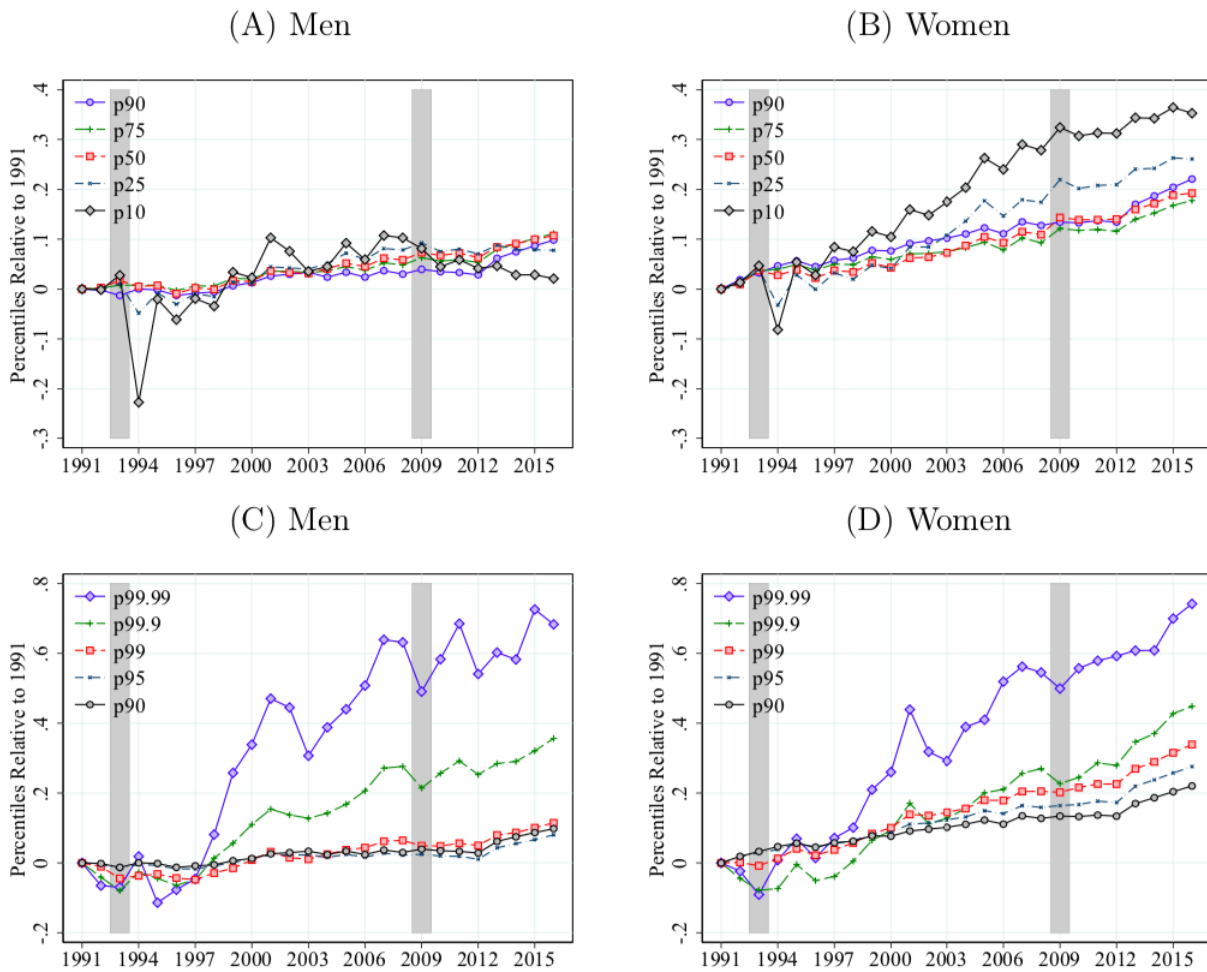 (A) Men
Percentiles Relative to 1991
.4
.3
.2
.1
0
-.1
-.2
-.3
p90
p75
p50
p25
p10
1991 1994 1997 2000 2003 2006 2009 2012 2015
(B) Women
Percentiles Relative to 1991
.4
.3
.2
.1
0
-.1
-.2
-.3
p90
p75
p50
p25
p10
1991 1994 1997 2000 2003 2006 2009 2012 2015
(C) Men
Percentiles Relative to 1991
.8
.6
.4
.2
0
-.2
p99.99
p99.9
p99
p95
p90
1991 1994 1997 2000 2003 2006 2009 2012 2015
(D) Women
Percentiles Relative to 1991
.8
.6
.4
.2
0
-.2
p99.99
p99.9
p99
p95
p90
1991 1994 1997 2000 2003 2006 2009 2012 2015